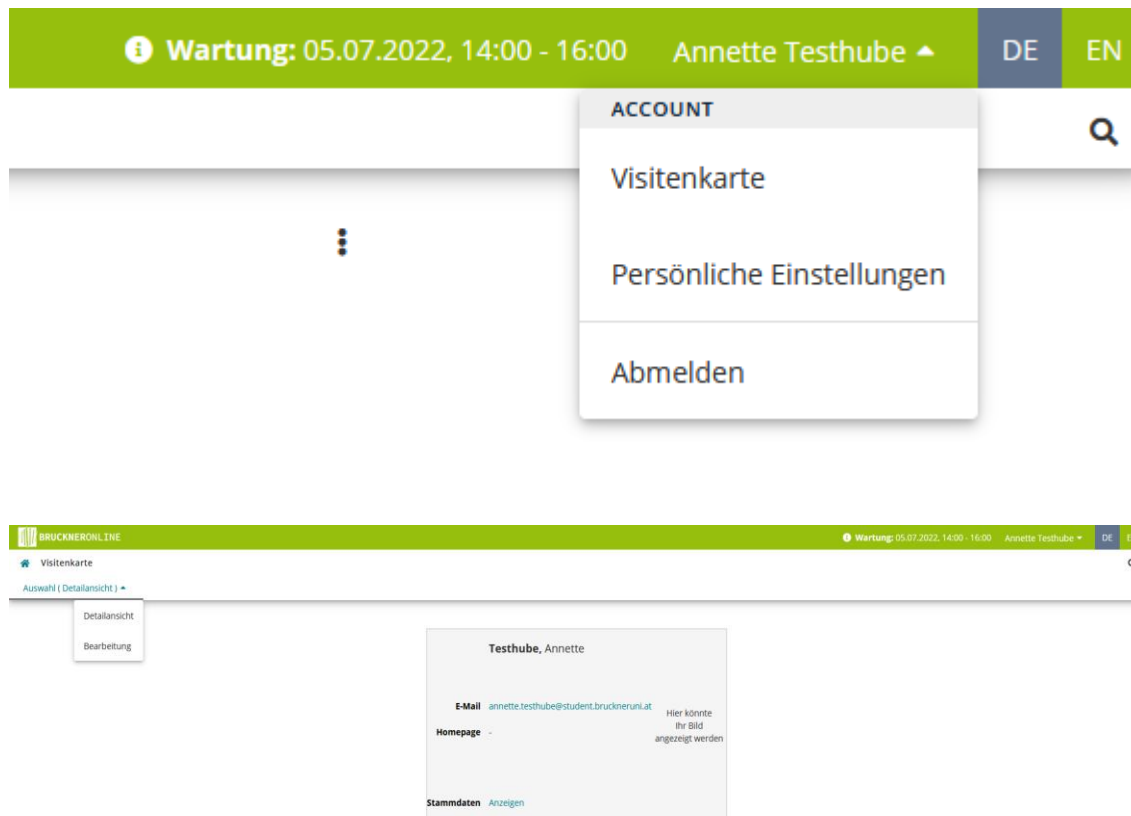 Wartung: 05.07.2022, 14:00 - 16:00 Annette Testhube DE EN
ACCOUNT
Visitenkarte
Persönliche Einstellungen
Abmelden
BRUCKNERONLINE Wartung: 05.07.2022, 14:00 - 16:00 Annette Testhube DE
Visitenkarte
Auswahl ( Detailansicht )
Detailansicht
Bearbeitung
Testhube, Annette
E-Mail annette.testhube@student.bruckneruni.at
Hier könnte
Ihr Bild
angezeigt werden
Homepage -
Stammdaten Anzeigen